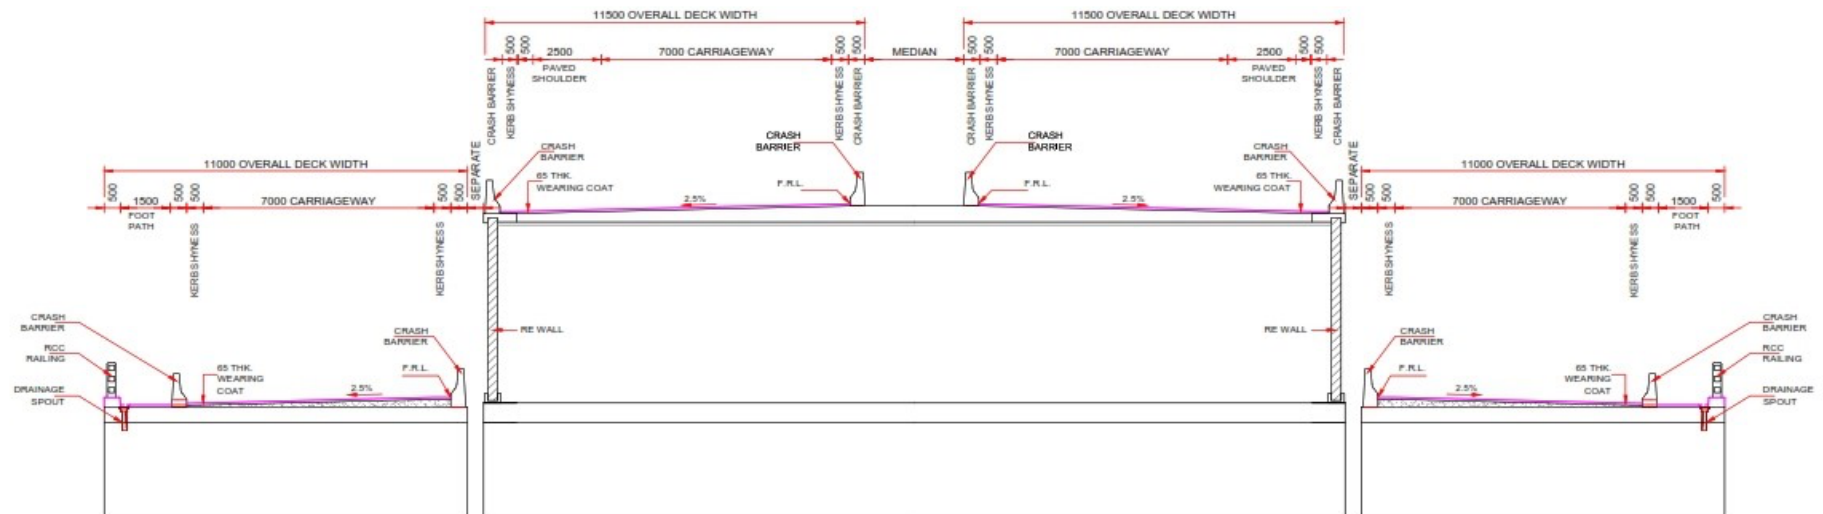 11500 OVERALL DECK WIDTH
11500 OVERALL DECK WIDTH
500
500
2500
7000 CARRIAGEWAY
500
500
MEDIAN
500
500
7000 CARRIAGEWAY
2500
500
500
PAVED
SHOULDER
PAVED
SHOULDER
CRASH BARRIER
KERB SHYNESS
KERB SHYNESS
CRASH BARRIER
CRASH BARRIER
KERB SHYNESS
KERB SHYNESS
CRASH BARRIER
11000 OVERALL DECK WIDTH
SEPARATE
CRASH
BARRIER
CRASH
BARRIER
CRASH
BARRIER
CRASH
BARRIER
SEPARATE
11000 OVERALL DECK WIDTH
65 THK.
WEARING COAT
2.5%
F.R.L.
F.R.L.
2.5%
65 THK.
WEARING COAT
500
1500
500
500
7000 CARRIAGEWAY
500
500
500
500
7000 CARRIAGEWAY
500
500
1500
500
FOOT
PATH
FOOT
PATH
KERBSHYNESS
KERBSHYNESS
KERBSHYNESS
KERBSHYNESS
CRASH
BARRIER
RCC
RAILING
DRAINAGE
SPOUT
65 THK.
WEARING
COAT
2.5%
CRASH
BARRIER
F.R.L.
RE WALL
RE WALL
CRASH
BARRIER
F.R.L.
2.5%
65 THK.
WEARING
COAT
CRASH
BARRIER
RCC
RAILING
DRAINAGE
SPOUT